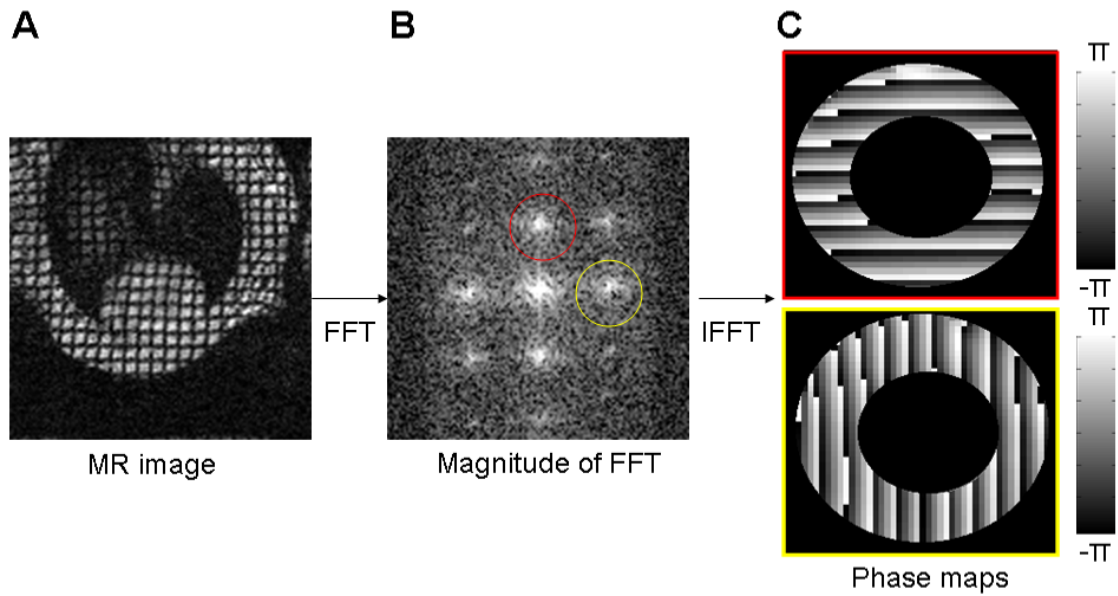 A
B
C
π
-π
π
-π
FFT
IFFT
MR image
Magnitude of FFT
Phase maps